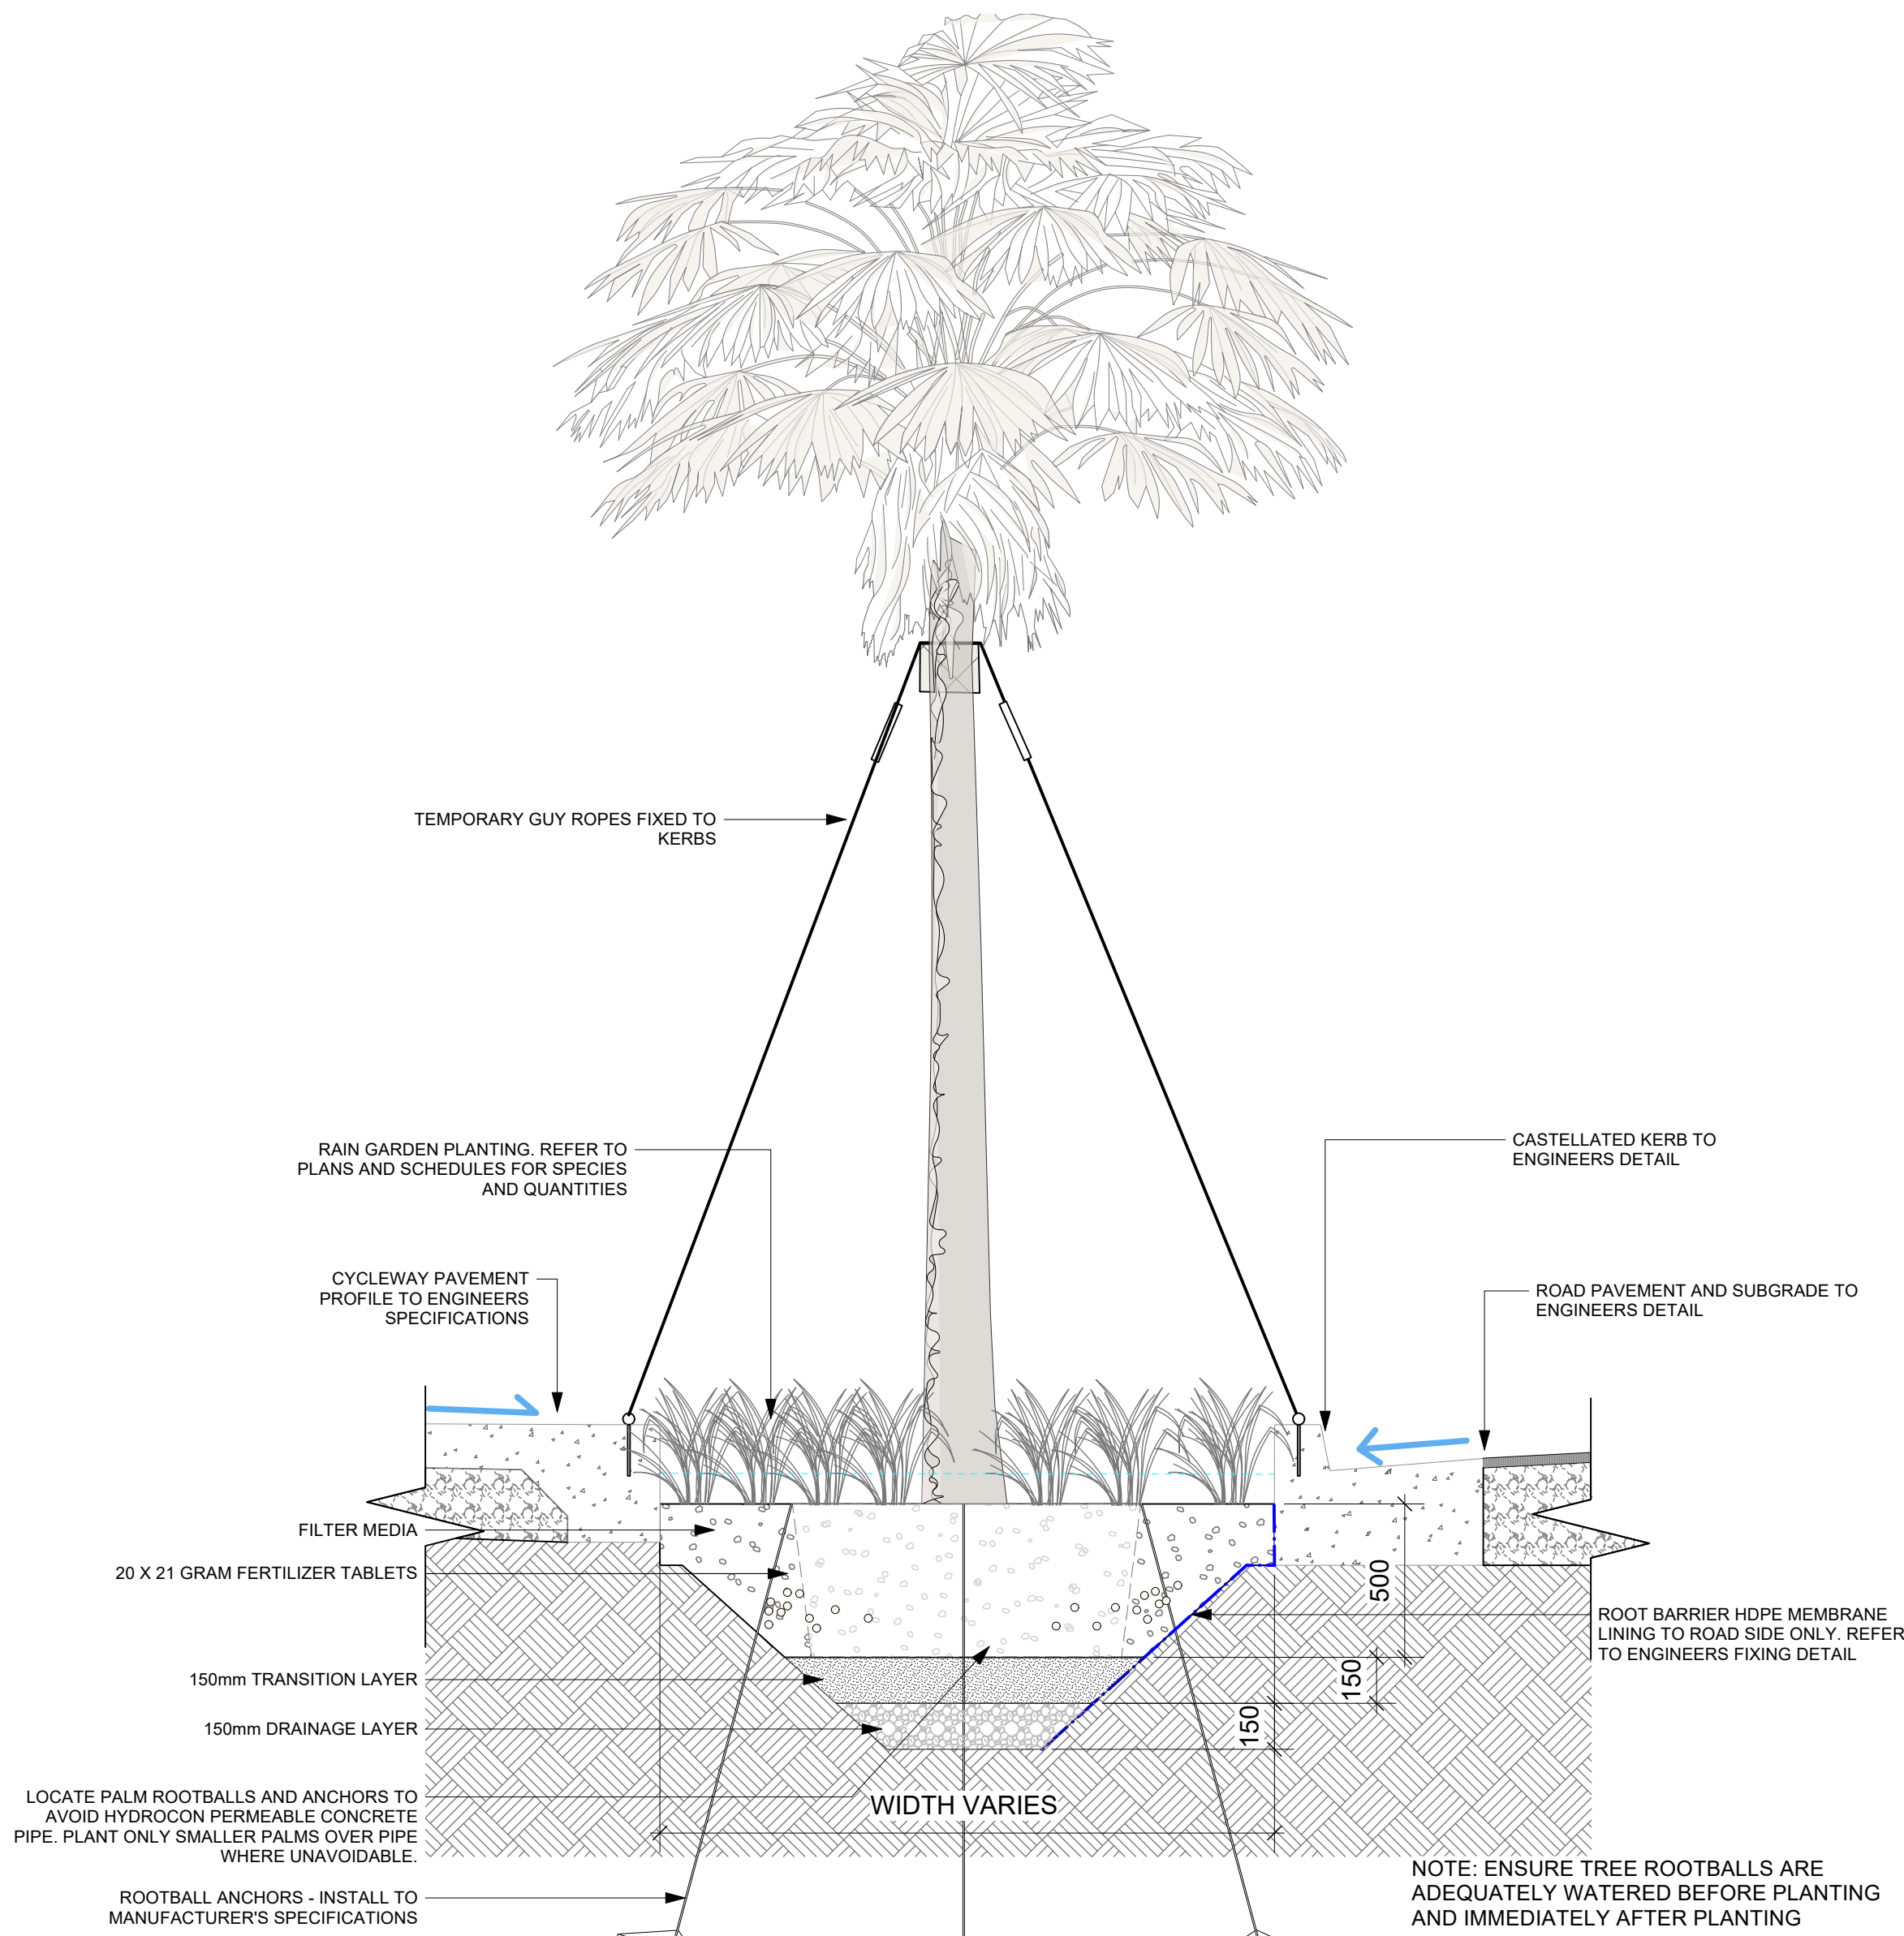 TEMPORARY GUY ROPES FIXED TO
KERBS
RAIN GARDEN PLANTING. REFER TO
PLANS AND SCHEDULES FOR SPECIES
AND QUANTITIES
CASTELLATED KERB TO
ENGINEERS DETAIL
CYCLEWAY PAVEMENT
PROFILE TO ENGINEERS
SPECIFICATIONS
ROAD PAVEMENT AND SUBGRADE TO
ENGINEERS DETAIL
FILTER MEDIA
20 X 21 GRAM FERTILIZER TABLETS
500
ROOT BARRIER HDPE MEMBRANE
LINING TO ROAD SIDE ONLY. REFER
TO ENGINEERS FIXING DETAIL
150mm TRANSITION LAYER
150
150mm DRAINAGE LAYER
150
LOCATE PALM ROOTBALLS AND ANCHORS TO
AVOID HYDROCON PERMEABLE CONCRETE
PIPE. PLANT ONLY SMALLER PALMS OVER PIPE
WHERE UNAVOIDABLE.
WIDTH VARIES
ROOTBALL ANCHORS - INSTALL TO
MANUFACTURER'S SPECIFICATIONS
NOTE: ENSURE TREE ROOTBALLS ARE
ADEQUATELY WATERED BEFORE PLANTING
AND IMMEDIATELY AFTER PLANTING